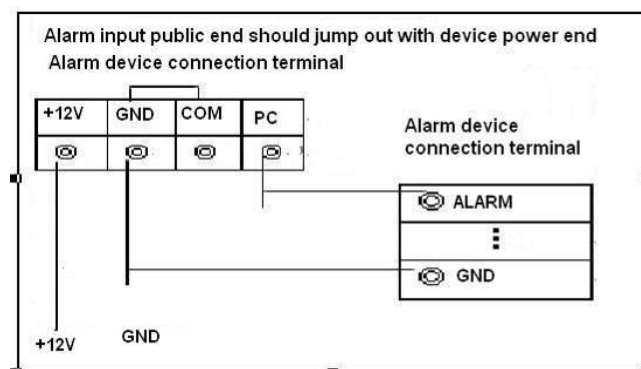 Alarm input public end should jump out with device power end
Alarm device connection terminal
+12V GND COM PC
Alarm device
connection terminal
ALARM
GND
+12V GND